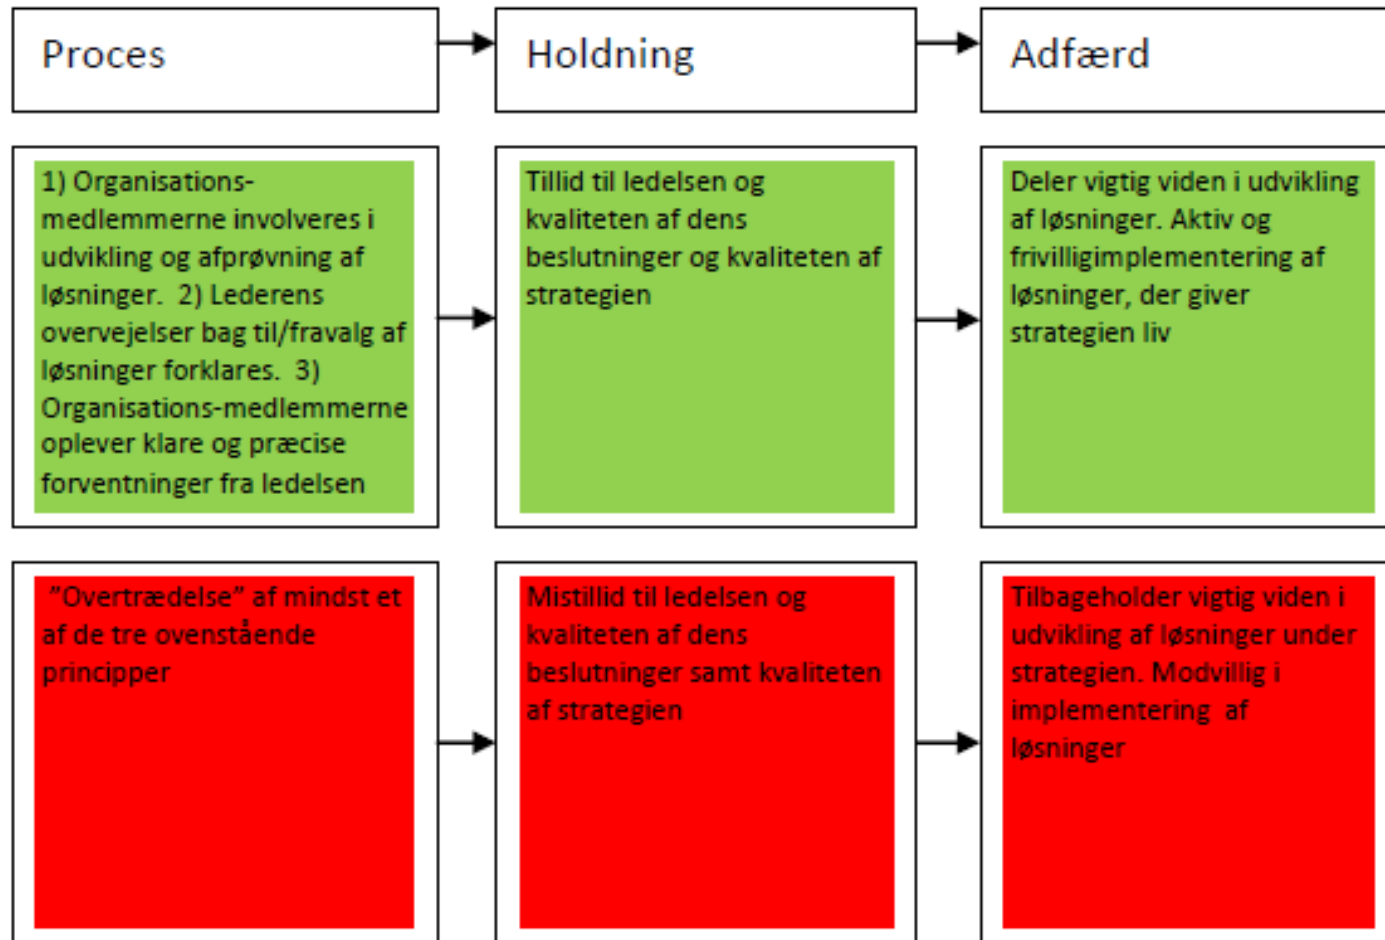 Proces
Holdning
Adfærd
1) Organisations-
medlemmerne involveres i
udvikling og afprøvning af
løsninger.  2) Lederens
overvejelser bag til/fravalg af
løsninger forklares.  3)
Organisations-medlemmerne
oplever klare og præcise
forventninger fra ledelsen
Tillid til ledelsen og
kvaliteten af dens
beslutninger og kvaliteten af
strategien
Deler vigtig viden i udvikling
af løsninger. Aktiv og
frivilligimplementering af
løsninger, der giver
strategien liv
”Overtrædelse” af mindst et
af de tre ovenstående
principper
Mistillid til ledelsen og
kvaliteten af dens
beslutninger samt kvaliteten
af strategien
Tilbageholder vigtig viden i
udvikling af løsninger under
strategien. Modvillig i
implementering  af
løsninger